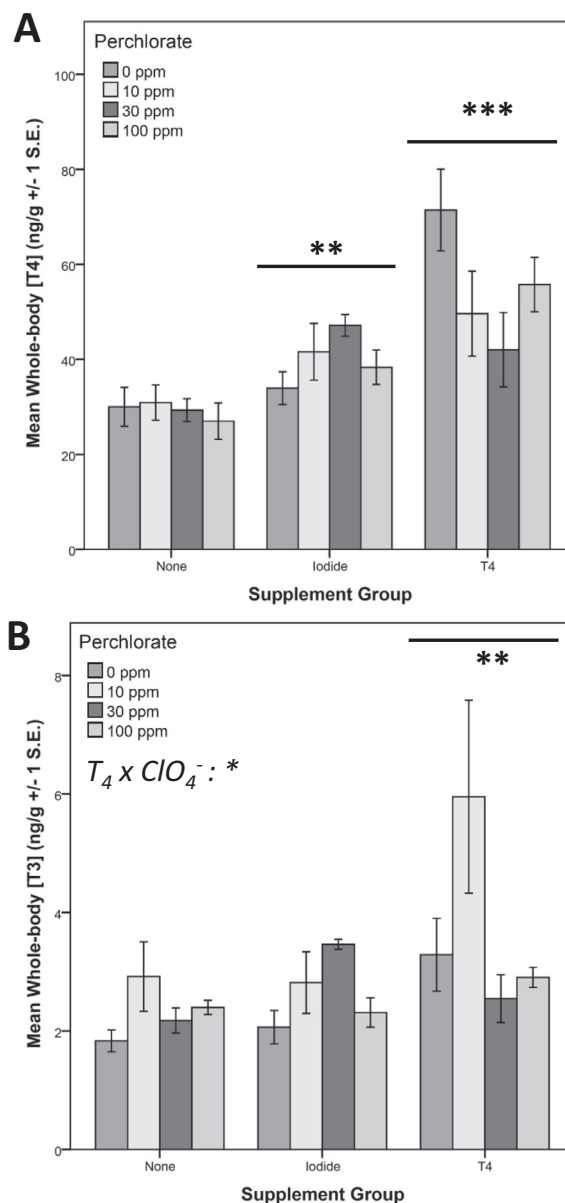 A
Perchlorate
0 ppm
10 ppm
30 ppm
100 ppm
***
**
Mean Whole-body [T4] (ng/g +/- 1 S.E.)
100
80
60
40
20
0
None
Iodide
T4
Supplement Group
B
Perchlorate
0 ppm
10 ppm
30 ppm
100 ppm
**
T₄ x ClO₄⁻ : *
Mean Whole-body [T3] (ng/g +/- 1 S.E.)
8
6
4
2
0
None
Iodide
T4
Supplement Group